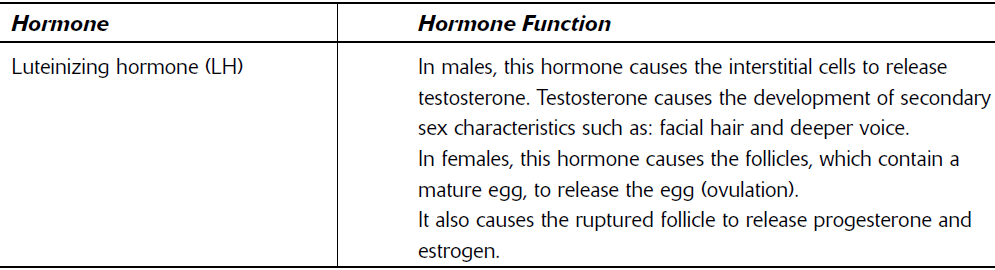 Hormone Hormone Function
Luteinizing hormone (LH) In males, this hormone causes the interstitial cells to release
testosterone. Testosterone causes the development of secondary
sex characteristics such as: facial hair and deeper voice.
In females, this hormone causes the follicles, which contain a
mature egg, to release the egg (ovulation).
It also causes the ruptured follicle to release progesterone and
estrogen.